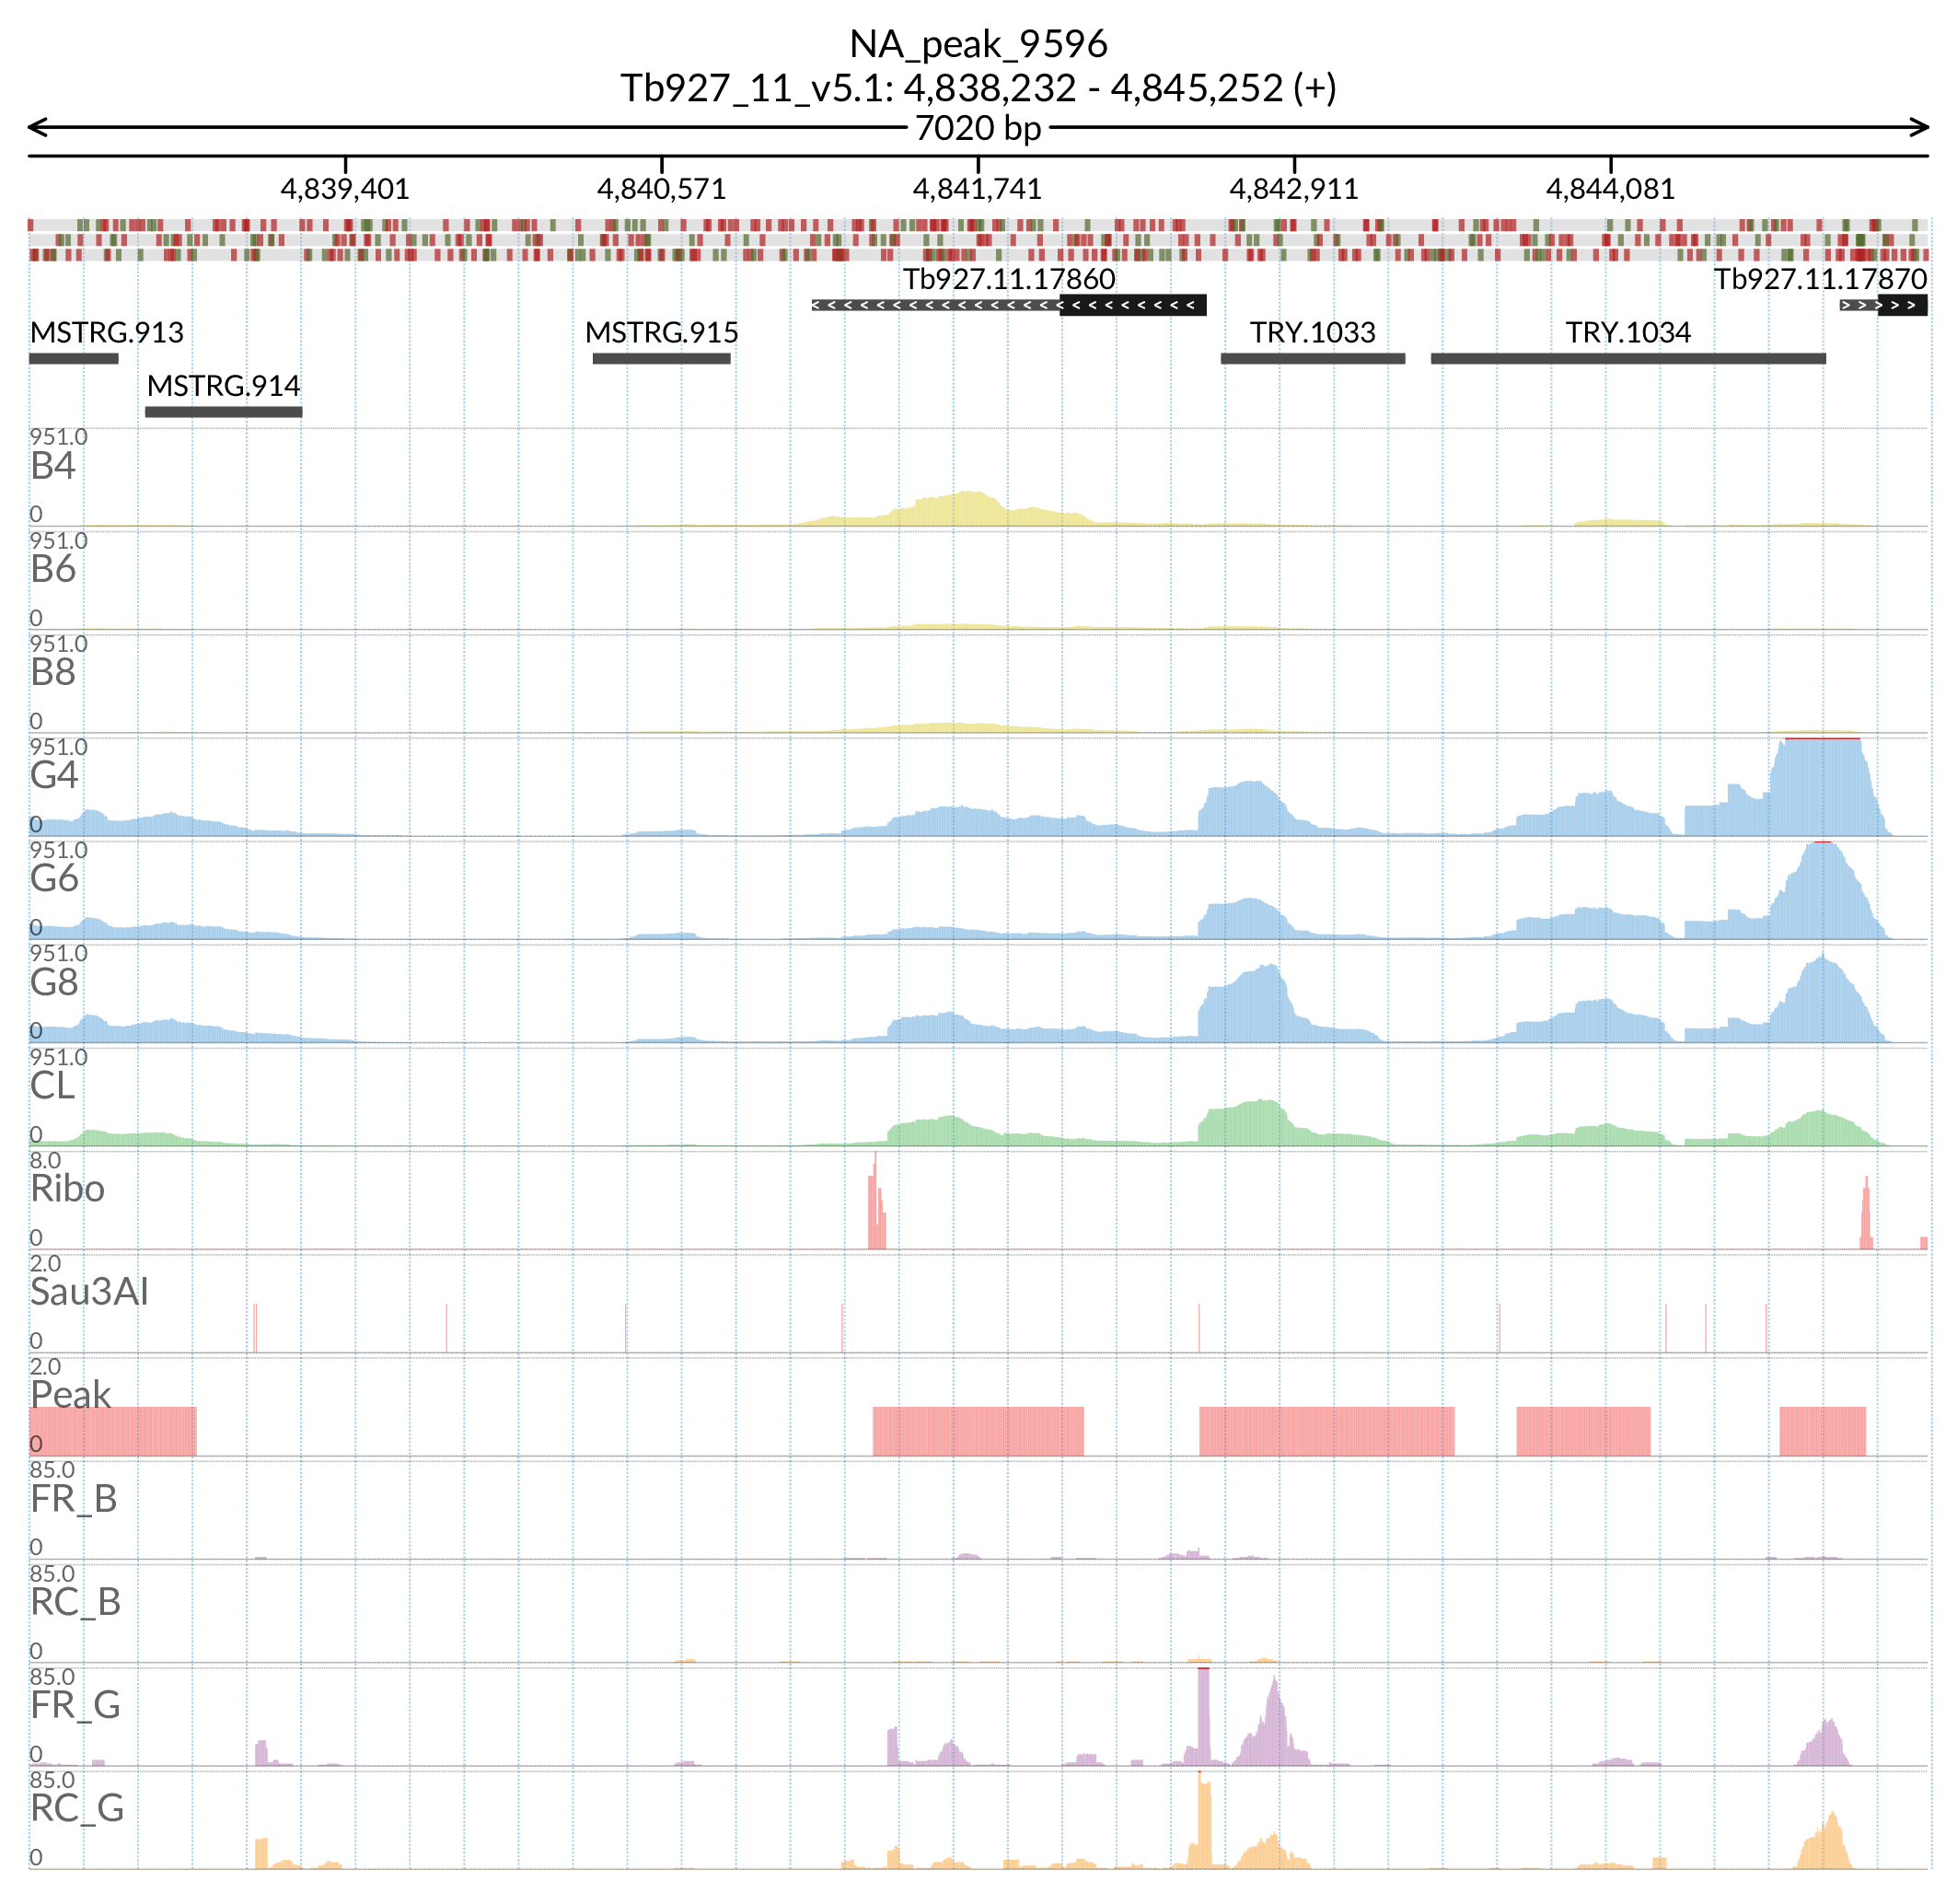 NA_peak_9596
Tb927_11_v5.1: 4,838,232 - 4,845,252 (+)
7020 bp
4,839,401 4,840,571 4,841,741 4,842,911 4,844,081
Tb927.11.17860 Tb927.11.17870
MSTRG.913 MSTRG.915 TRY.1033 TRY.1034
MSTRG.914
951.0
B4
0
951.0
B6
0
951.0
B8
0
951.0
G4
0
951.0
G6
0
951.0
G8
0
951.0
CL
0
8.0
Ribo
0
2.0
Sau3AI
0
2.0
Peak
0
85.0
FR_B
0
85.0
RC_B
0
85.0
FR_G
0
85.0
RC_G
0